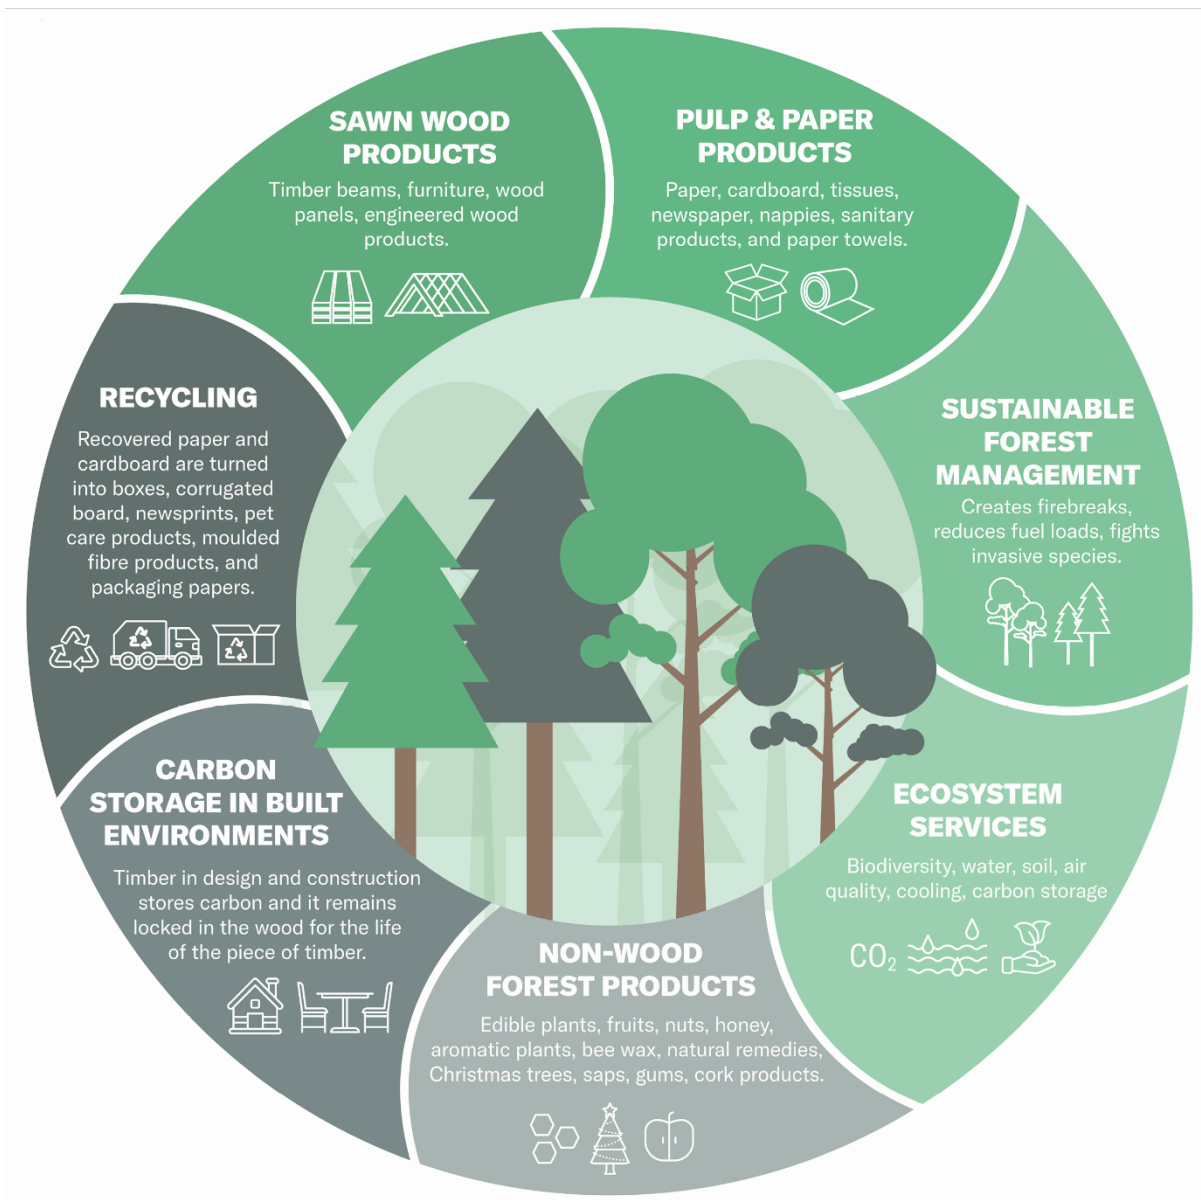 SAWN WOOD
PRODUCTS
Timber beams, furniture, wood
panels, engineered wood
products.
PULP & PAPER
PRODUCTS
Paper, cardboard, tissues,
newspaper, nappies, sanitary
products, and paper towels.
SUSTAINABLE
FOREST
MANAGEMENT
Creates firebreaks,
reduces fuel loads, fights
invasive species.
ECOSYSTEM
SERVICES
Biodiversity, water, soil, air
quality, cooling, carbon storage
CO₂
NON-WOOD
FOREST PRODUCTS
Edible plants, fruits, nuts, honey,
aromatic plants, bee wax, natural remedies,
Christmas trees, saps, gums, cork products.
CARBON
STORAGE IN BUILT
ENVIRONMENTS
Timber in design and construction
stores carbon and it remains
locked in the wood for the life
of the piece of timber.
RECYCLING
Recovered paper and
cardboard are turned
into boxes, corrugated
board, newsprints, pet
care products, moulded
fibre products, and
packaging papers.